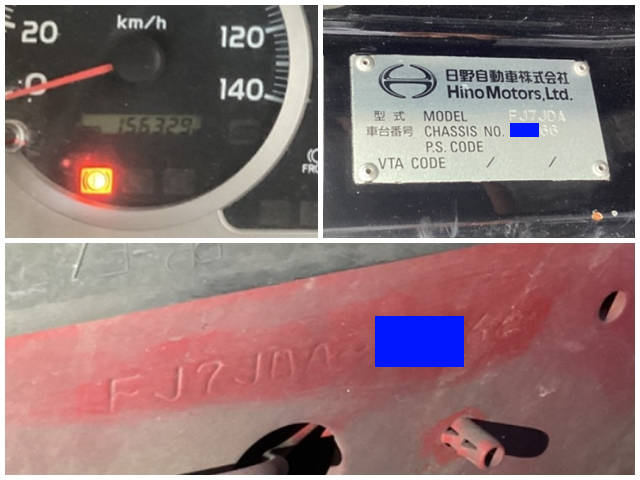 km/h
20
120
0
140
156329
日野自動車株式会社
Hino Motors, Ltd.
型式 MODEL FJ7JDA
車台番号 CHASSIS NO.
P.S. CODE
VTA CODE / /
FJ7JDA-